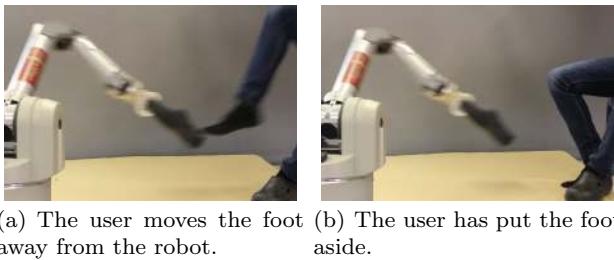 (a) The user moves the foot
away from the robot.
(b) The user has put the foot
aside.